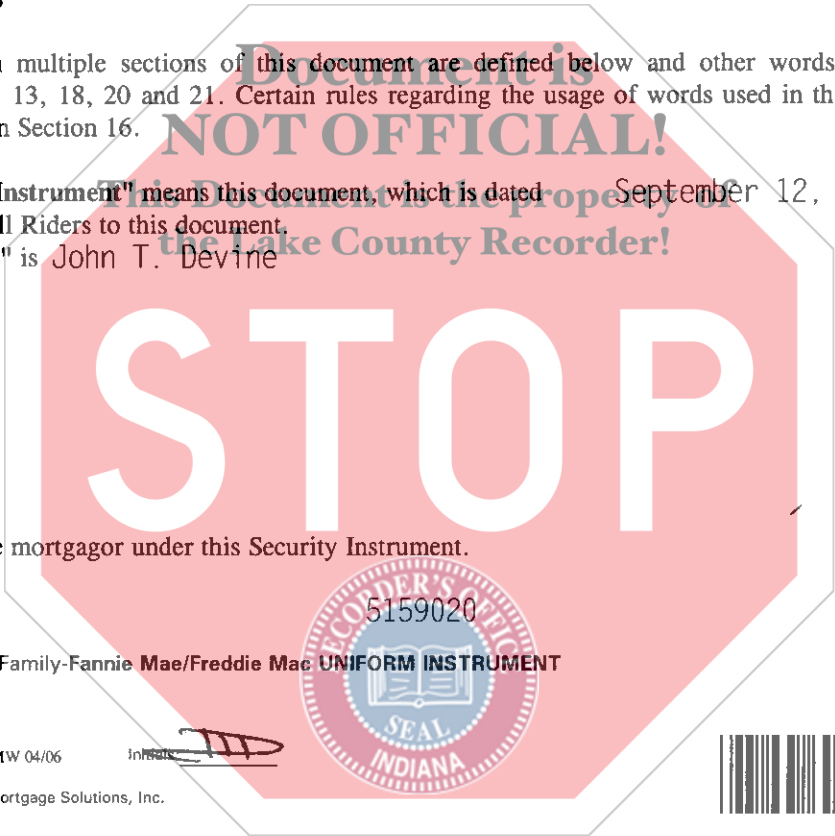 multiple sections of this document are defined below and other words
Document is
13, 18, 20 and 21. Certain rules regarding the usage of words used in th
n Section 16.
NOT OFFICIAL!
Instrument" means this document, which is dated September 12,
This Document is the property of
ll Riders to this document.
the Lake County Recorder!
" is John T. Devine
STOP
e mortgagor under this Security Instrument.
RECORDER'S OFFICE
5159020
Family-Fannie Mae/Freddie Mac UNIFORM INSTRUMENT
SEAL
INDIANA
MW 04/06 Initials:
ortgage Solutions, Inc.